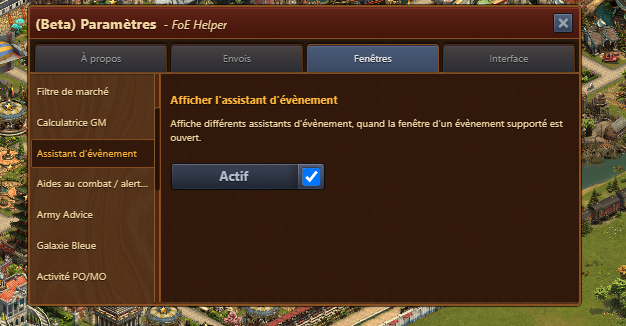 (Beta) Paramètres - FoE Helper
À propos
Envois
Fenêtres
Interface
Filtre de marché
Calculatrice GM
Assistant d'évènement
Aides au combat / alert...
Army Advice
Galaxie Bleue
Activité PO/MO
Afficher l'assistant d'évènement
Affiche différents assistants d'évènement, quand la fenêtre d'un évènement supporté est
ouvert.
Actif